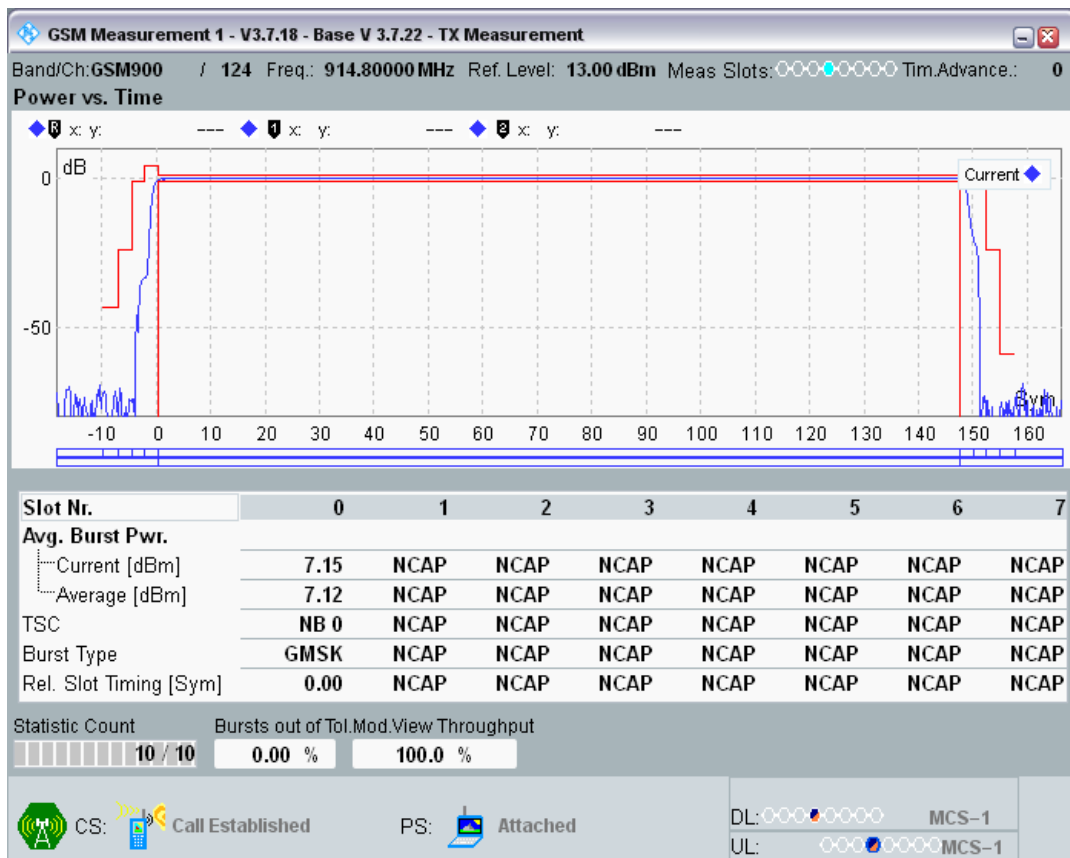 GSM Measurement 1 - V3.7.18 - Base V 3.7.22 - TX Measurement
Band/Ch:GSM900 / 124 Freq.: 914.80000 MHz Ref. Level: 13.00 dBm Meas Slots: Tim.Advance.: 0
Power vs. Time
R x: y: --- 1 x: y: --- 2 x: y: ---
dB
Current
0
-50
Sym
-10 0 10 20 30 40 50 60 70 80 90 100 110 120 130 140 150 160
Slot Nr. 0 1 2 3 4 5 6 7
Avg. Burst Pwr.
Current [dBm] 7.15 NCAP NCAP NCAP NCAP NCAP NCAP NCAP
Average [dBm] 7.12 NCAP NCAP NCAP NCAP NCAP NCAP NCAP
TSC NB 0 NCAP NCAP NCAP NCAP NCAP NCAP NCAP
Burst Type GMSK NCAP NCAP NCAP NCAP NCAP NCAP NCAP
Rel. Slot Timing [Sym] 0.00 NCAP NCAP NCAP NCAP NCAP NCAP NCAP
Statistic Count Bursts out of Tol.Mod.View Throughput
10 / 10 0.00 % 100.0 %
CS: Call Established PS: Attached
DL: MCS-1
UL: MCS-1